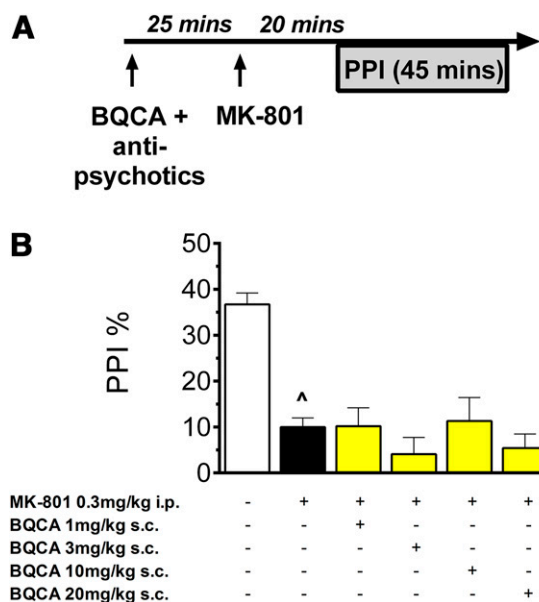 A
25 mins 20 mins
PPI (45 mins)
BQCA + MK-801
anti-
psychotics
B
PPI %
50
40
30
20
10
0
^
MK-801 0.3mg/kg i.p. - + + + + +
BQCA 1mg/kg s.c. - - + - - -
BQCA 3mg/kg s.c. - - - + - -
BQCA 10mg/kg s.c. - - - - + -
BQCA 20mg/kg s.c. - - - - - +